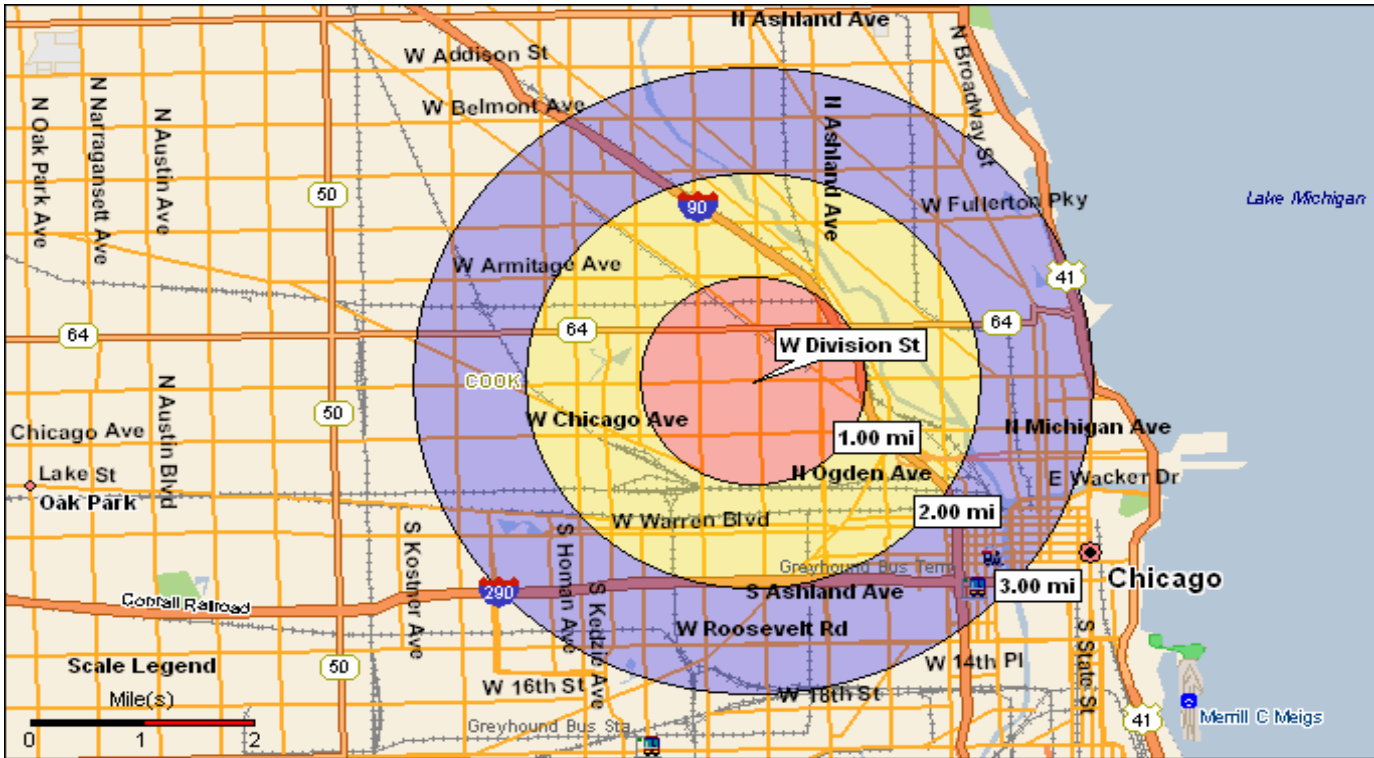 N Ashland Ave
W Addison St
N Broadway St
W Belmont Ave
N Oak Park Ave
N Narragansett Ave
N Austin Ave
N Ashland Ave
50
90
W Fullerton Pky
Lake Michigan
W Armitage Ave
41
64
64
64
W Division St
COOK
N Austin Blvd
50
W Chicago Ave
Chicago Ave
1.00 mi
N Michigan Ave
Lake St
N Ogden Ave
E Wacker Dr
Oak Park
2.00 mi
W Warren Blvd
S Kostner Ave
S Homan Ave
S Kedzie Ave
Greyhound Bus Term
Chicago
3.00 mi
290
S Ashland Ave
Conrail Railroad
W Roosevelt Rd
S State St
Scale Legend
50
W 14th Pl
Mile(s)
W 16th St
W 18th St
Greyhound Bus Sta
41
Merrill C Meigs
0 1 2